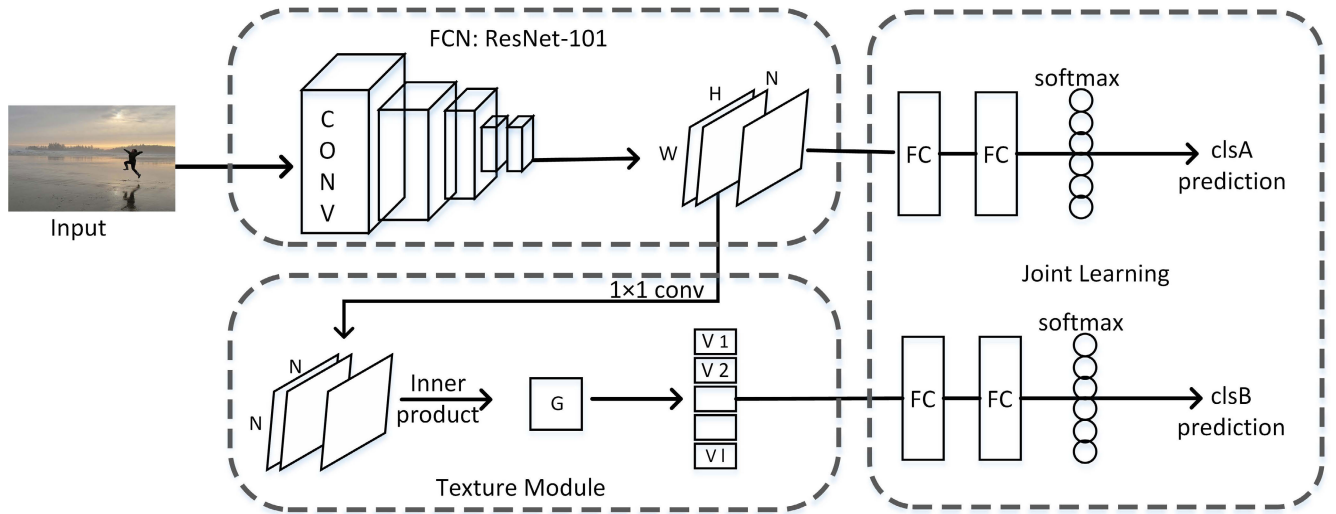 FCN: ResNet-101
C
O
N
V
H
N
W
Input
FC
FC
softmax
clsA
prediction
1×1 conv
Joint Learning
N
N
Inner
product
G
V 1
V 2
V l
Texture Module
FC
FC
softmax
clsB
prediction